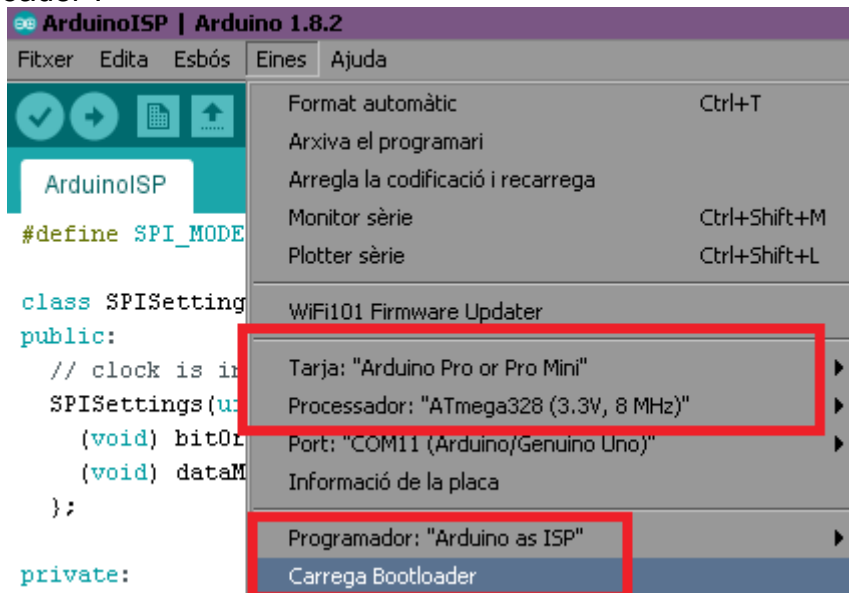 ArduinoISP | Arduino 1.8.2
Fitxer Edita Esbós Eines Ajuda
Format automàtic Ctrl+T
Arxiva el programari
Arregla la codificació i recarrega
Monitor sèrie Ctrl+Shift+M
Plotter sèrie Ctrl+Shift+L
WiFi101 Firmware Updater
Tarja: "Arduino Pro or Pro Mini"
Processador: "ATmega328 (3.3V, 8 MHz)"
Port: "COM11 (Arduino/Genuino Uno)"
Informació de la placa
Programador: "Arduino as ISP"
Carrega Bootloader
ArduinoISP
#define SPI_MODE
class SPISetting
public:
// clock is in
SPISettings(ui
(void) bitOr
(void) dataM
};
private: